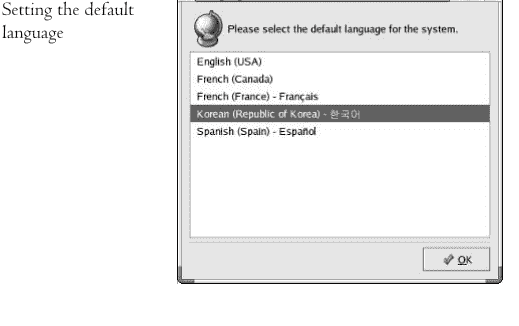 Setting the default
language
Please select the default language for the system.
English (USA)
French (Canada)
French (France) - Français
Korean (Republic of Korea) - 한국어
Spanish (Spain) - Español
OK